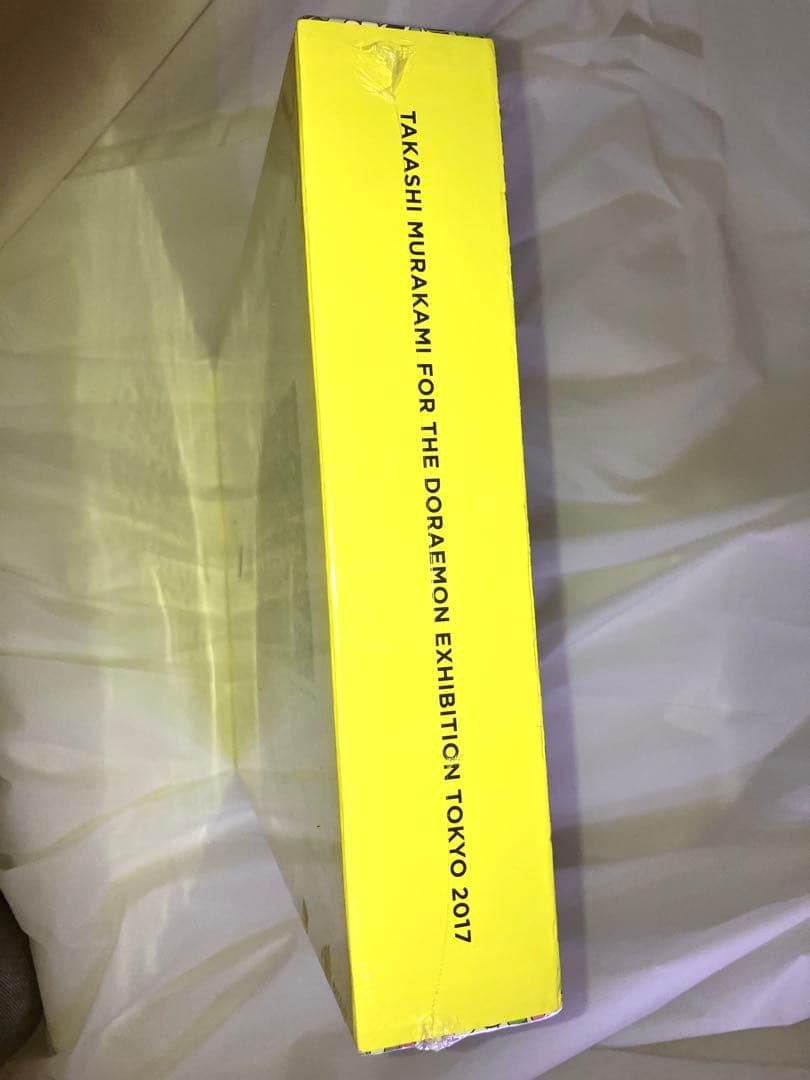 TAKASHI MURAKAMI FOR THE DORAEMON EXHIBITION TOKYO 2017